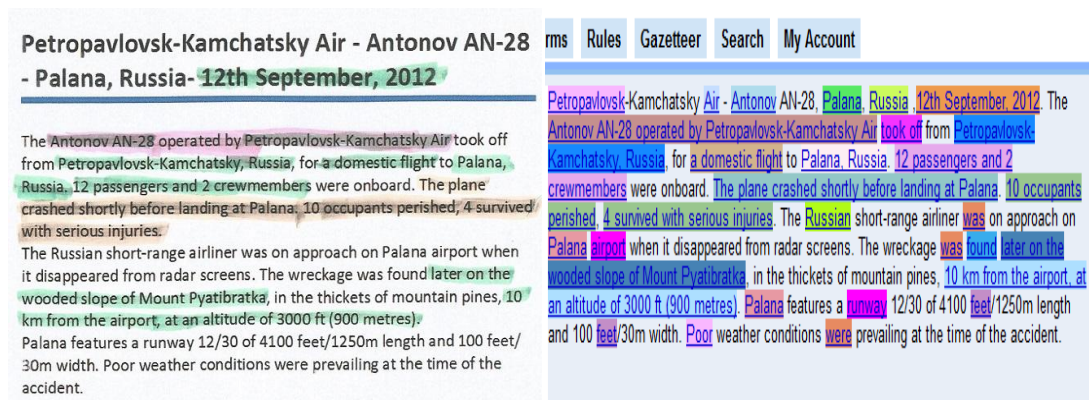 Petropavlovsk-Kamchatsky Air - Antonov AN-28
- Palana, Russia- 12th September, 2012
The Antonov AN-28 operated by Petropavlovsk-Kamchatsky Air took off
from Petropavlovsk-Kamchatsky, Russia, for a domestic flight to Palana,
Russia. 12 passengers and 2 crewmembers were onboard. The plane
crashed shortly before landing at Palana. 10 occupants perished, 4 survived
with serious injuries.
The Russian short-range airliner was on approach on Palana airport when
it disappeared from radar screens. The wreckage was found later on the
wooded slope of Mount Pyatibratka, in the thickets of mountain pines, 10
km from the airport, at an altitude of 3000 ft (900 metres).
Palana features a runway 12/30 of 4100 feet/1250m length and 100 feet/
30m width. Poor weather conditions were prevailing at the time of the
accident.
rms Rules Gazetteer Search My Account
Petropavlovsk-Kamchatsky Air - Antonov AN-28, Palana, Russia ,12th September, 2012. The
Antonov AN-28 operated by Petropavlovsk-Kamchatsky Air took off from Petropavlovsk-
Kamchatsky, Russia, for a domestic flight to Palana, Russia. 12 passengers and 2
crewmembers were onboard. The plane crashed shortly before landing at Palana. 10 occupants
perished, 4 survived with serious injuries. The Russian short-range airliner was on approach on
Palana airport when it disappeared from radar screens. The wreckage was found later on the
wooded slope of Mount Pyatibratka, in the thickets of mountain pines, 10 km from the airport, at
an altitude of 3000 ft (900 metres). Palana features a runway 12/30 of 4100 feet/1250m length
and 100 feet/30m width. Poor weather conditions were prevailing at the time of the accident.